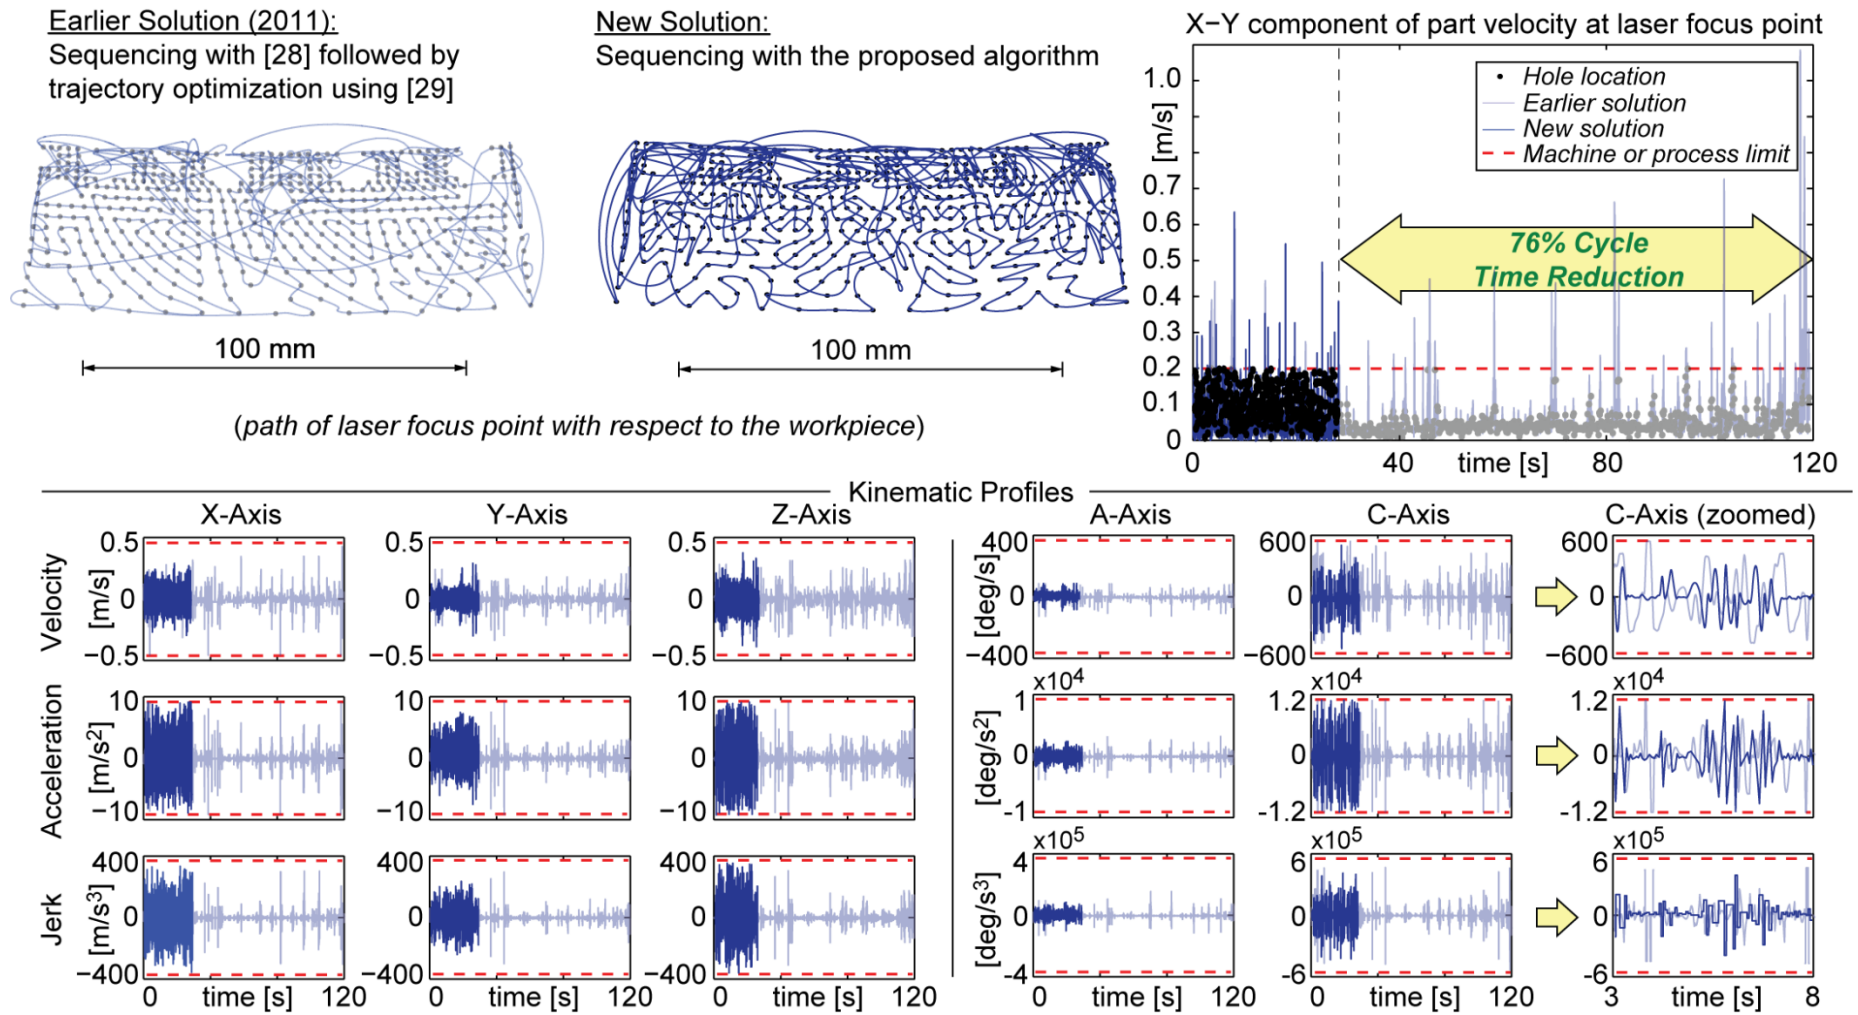 Earlier Solution (2011):
Sequencing with [28] followed by
trajectory optimization using [29]
New Solution:
Sequencing with the proposed algorithm
100 mm
100 mm
(path of laser focus point with respect to the workpiece)
X−Y component of part velocity at laser focus point
Hole location
Earlier solution
New solution
Machine or process limit
76% Cycle
Time Reduction
[m/s]
1.0
0.7
0.6
0.5
0.4
0.3
0.2
0.1
0
0 40 time [s] 80 120
Kinematic Profiles
X-Axis Y-Axis Z-Axis A-Axis C-Axis C-Axis (zoomed)
Velocity
[m/s]
0.5
0
−0.5
0.5
0
−0.5
0.5
0
−0.5
[deg/s]
400
0
−400
600
0
−600
600
0
−600
Acceleration
[m/s2]
10
0
−10
10
0
−10
10
0
−10
[deg/s2]
x10⁴
1
0
-1
x10⁴
1.2
0
-1.2
x10⁴
1.2
0
-1.2
Jerk
[m/s³]
400
0
−400
400
0
−400
400
0
−400
[deg/s³]
x10⁵
4
0
-4
x10⁵
6
0
-6
x10⁵
6
0
-6
0 time [s] 120
0 time [s] 120
0 time [s] 120
0 time [s] 120
0 time [s] 120
3 time [s] 8